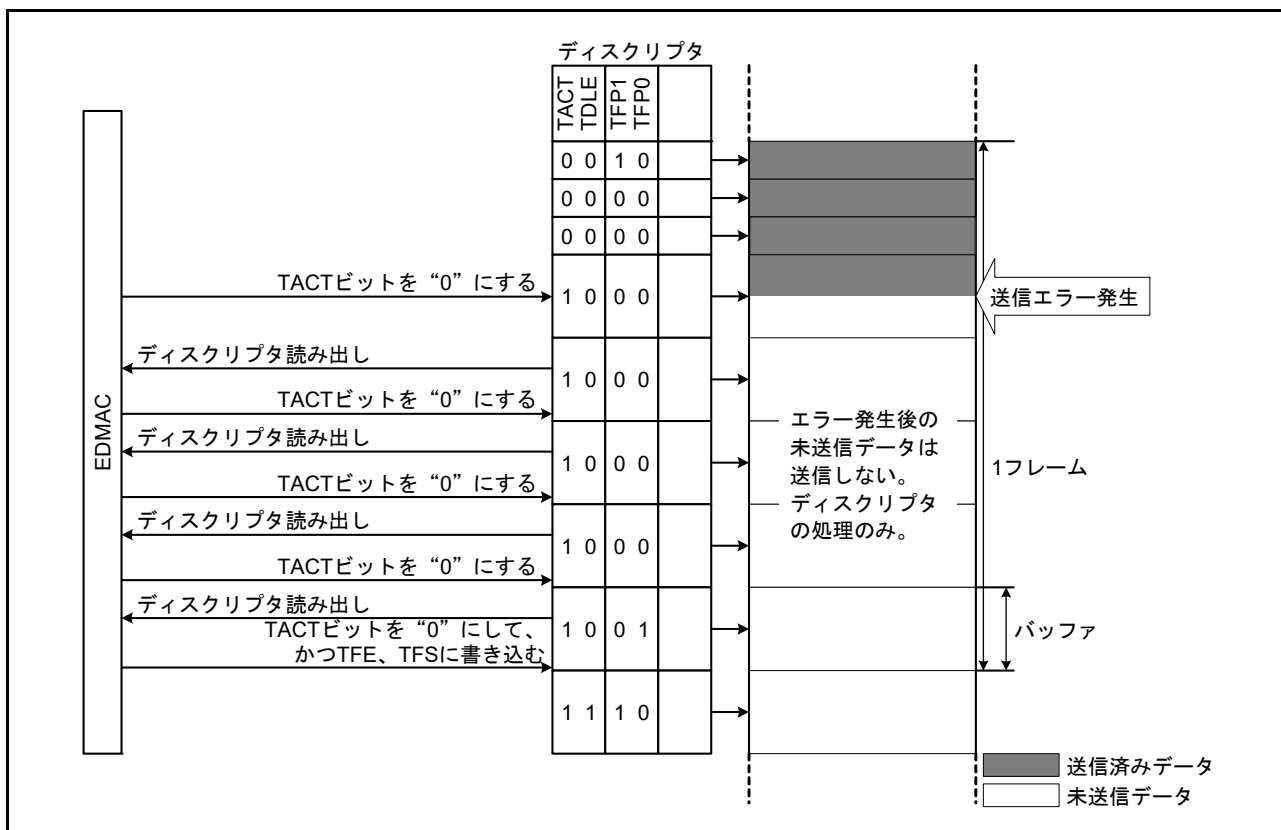 ディスクリプタ
TACT
TDLE
TFP1
TFP0
0 0 1 0
0 0 0 0
0 0 0 0
TACTビットを“0”にする
1 0 0 0
送信エラー発生
ディスクリプタ読み出し
1 0 0 0
TACTビットを“0”にする
EDMAC
ディスクリプタ読み出し
1 0 0 0
エラー発生後の
未送信データは
送信しない。
ディスクリプタ
の処理のみ。
1フレーム
TACTビットを“0”にする
ディスクリプタ読み出し
1 0 0 0
TACTビットを“0”にする
ディスクリプタ読み出し
TACTビットを“0”にして、
かつTFE、TFSに書き込む
1 0 0 1
バッファ
1 1 1 0
送信済みデータ
未送信データ